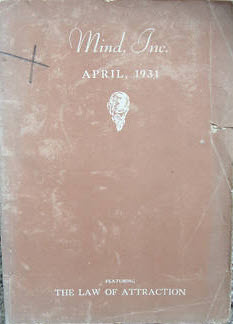 Mind, Inc.
APRIL, 1931
FEATURING
THE LAW OF ATTRACTION